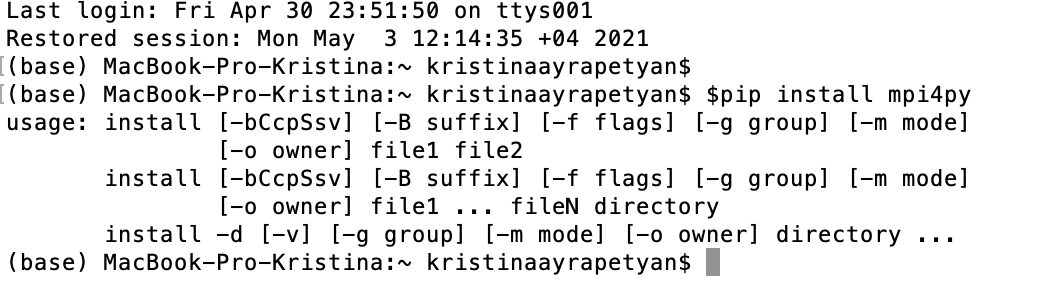 Last login: Fri Apr 30 23:51:50 on ttys001
Restored session: Mon May  3 12:14:35 +04 2021
[(base) MacBook-Pro-Kristina:~ kristinaayrapetyan$
[(base) MacBook-Pro-Kristina:~ kristinaayrapetyan$ $pip install mpi4py
usage: install [-bCcpSsv] [-B suffix] [-f flags] [-g group] [-m mode]
               [-o owner] file1 file2
       install [-bCcpSsv] [-B suffix] [-f flags] [-g group] [-m mode]
               [-o owner] file1 ... fileN directory
       install -d [-v] [-g group] [-m mode] [-o owner] directory ...
(base) MacBook-Pro-Kristina:~ kristinaayrapetyan$